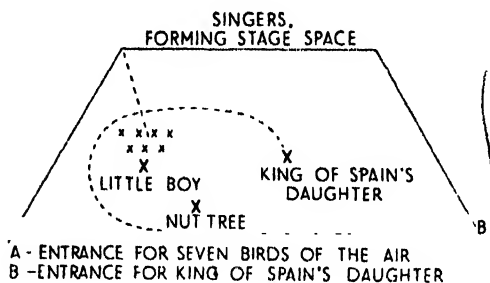 SINGERS,
FORMING STAGE SPACE
x x x x
x x x
X
LITTLE BOY
X
KING OF SPAIN'S
DAUGHTER
X
NUT TREE
B
A - ENTRANCE FOR SEVEN BIRDS OF THE AIR
B - ENTRANCE FOR KING OF SPAIN'S DAUGHTER